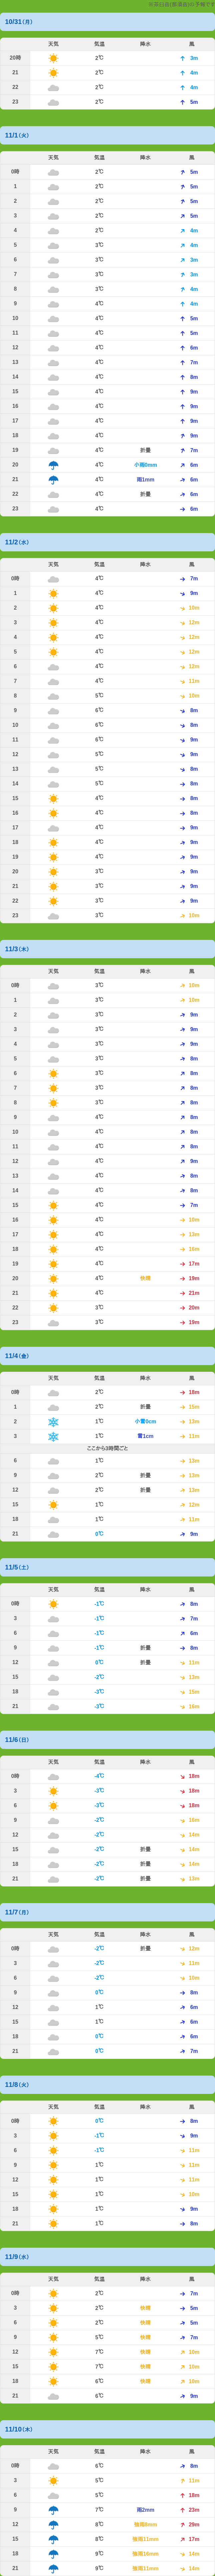 10/31(月)
天気 気温 降水 風
20時 2℃ 3m
21 2℃ 4m
22 2℃ 4m
23 2℃ 5m
11/1(火)
天気 気温 降水 風
0時 2℃ 5m
1 2℃ 5m
2 2℃ 5m
3 2℃ 5m
4 2℃ 4m
5 3℃ 4m
6 3℃ 3m
7 3℃ 3m
8 3℃ 4m
9 4℃ 4m
10 4℃ 5m
11 4℃ 5m
12 4℃ 6m
13 4℃ 7m
14 4℃ 8m
15 4℃ 9m
16 4℃ 9m
17 4℃ 9m
18 4℃ 9m
19 4℃ 折畳 7m
20 4℃ 小雨0mm 6m
21 4℃ 雨1mm 6m
22 4℃ 折畳 6m
23 4℃ 6m
11/2(水)
天気 気温 降水 風
0時 4℃ 7m
1 4℃ 9m
2 4℃ 10m
3 4℃ 12m
4 4℃ 12m
5 4℃ 12m
6 4℃ 12m
7 4℃ 11m
8 5℃ 10m
9 6℃ 8m
10 6℃ 8m
11 6℃ 9m
12 5℃ 9m
13 5℃ 8m
14 5℃ 8m
15 4℃ 8m
16 4℃ 8m
17 4℃ 9m
18 4℃ 9m
19 4℃ 9m
20 3℃ 9m
21 3℃ 9m
22 3℃ 9m
23 3℃ 10m
11/3(木)
天気 気温 降水 風
0時 3℃ 10m
1 3℃ 10m
2 3℃ 9m
3 3℃ 9m
4 3℃ 9m
5 3℃ 8m
6 3℃ 8m
7 3℃ 8m
8 3℃ 8m
9 4℃ 8m
10 4℃ 8m
11 4℃ 8m
12 4℃ 9m
13 4℃ 8m
14 4℃ 8m
15 4℃ 7m
16 4℃ 10m
17 4℃ 13m
18 4℃ 16m
19 4℃ 17m
20 4℃ 快晴 19m
21 4℃ 21m
22 3℃ 20m
23 3℃ 19m
11/4(金)
天気 気温 降水 風
0時 2℃ 18m
1 2℃ 折畳 15m
2 1℃ 小雪0cm 13m
3 1℃ 雪1cm 11m
ここから3時間ごと
6 1℃ 13m
9 2℃ 折畳 13m
12 2℃ 折畳 13m
15 1℃ 12m
18 1℃ 11m
21 0℃ 9m
11/5(土)
天気 気温 降水 風
0時 -1℃ 8m
3 -1℃ 7m
6 -1℃ 6m
9 -1℃ 折畳 8m
12 0℃ 折畳 11m
15 -2℃ 13m
18 -3℃ 15m
21 -3℃ 16m
11/6(日)
天気 気温 降水 風
0時 -4℃ 18m
3 -3℃ 18m
6 -3℃ 18m
9 -2℃ 16m
12 -2℃ 14m
15 -2℃ 折畳 14m
18 -2℃ 折畳 14m
21 -2℃ 折畳 13m
11/7(月)
天気 気温 降水 風
0時 -2℃ 折畳 12m
3 -2℃ 11m
6 -2℃ 10m
9 0℃ 8m
12 1℃ 6m
15 1℃ 6m
18 0℃ 6m
21 0℃ 7m
11/8(火)
天気 気温 降水 風
0時 0℃ 8m
3 -1℃ 9m
6 -1℃ 11m
9 1℃ 11m
12 1℃ 11m
15 1℃ 10m
18 1℃ 9m
21 1℃ 8m
11/9(水)
天気 気温 降水 風
0時 2℃ 7m
3 2℃ 快晴 5m
6 2℃ 快晴 5m
9 5℃ 快晴 7m
12 7℃ 快晴 10m
15 7℃ 快晴 10m
18 6℃ 快晴 10m
21 6℃ 9m
11/10(木)
天気 気温 降水 風
0時 6℃ 8m
3 5℃ 11m
6 5℃ 18m
9 7℃ 雨2mm 23m
12 8℃ 28m
15 8℃ 強雨11mm 17m
18 9℃ 14m
21 9℃ 強雨11mm 14m